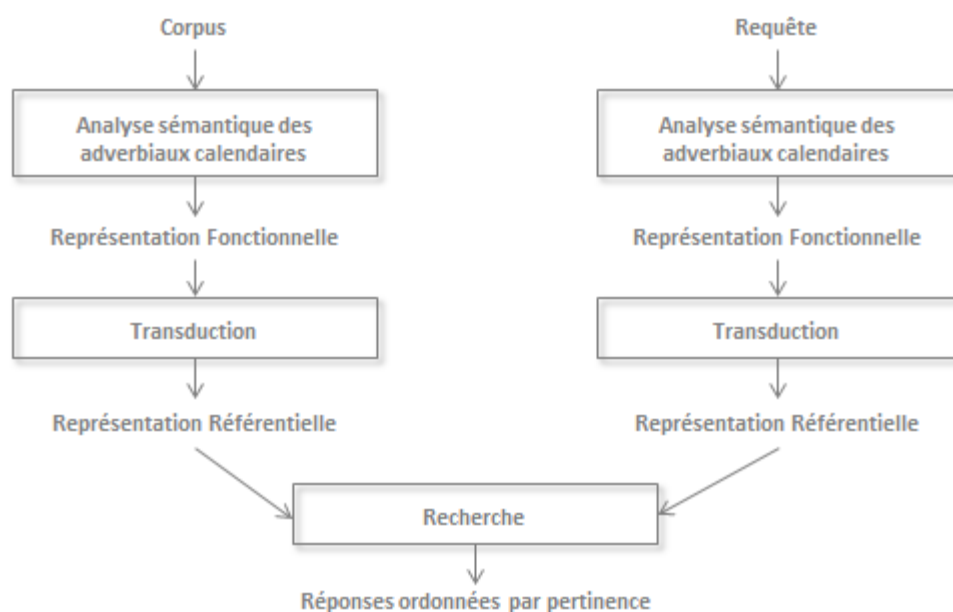 Corpus
Requête
Analyse sémantique des
adverbiaux calendaires
Analyse sémantique des
adverbiaux calendaires
Représentation Fonctionnelle
Représentation Fonctionnelle
Transduction
Transduction
Représentation Référentielle
Représentation Référentielle
Recherche
Réponses ordonnées par pertinence